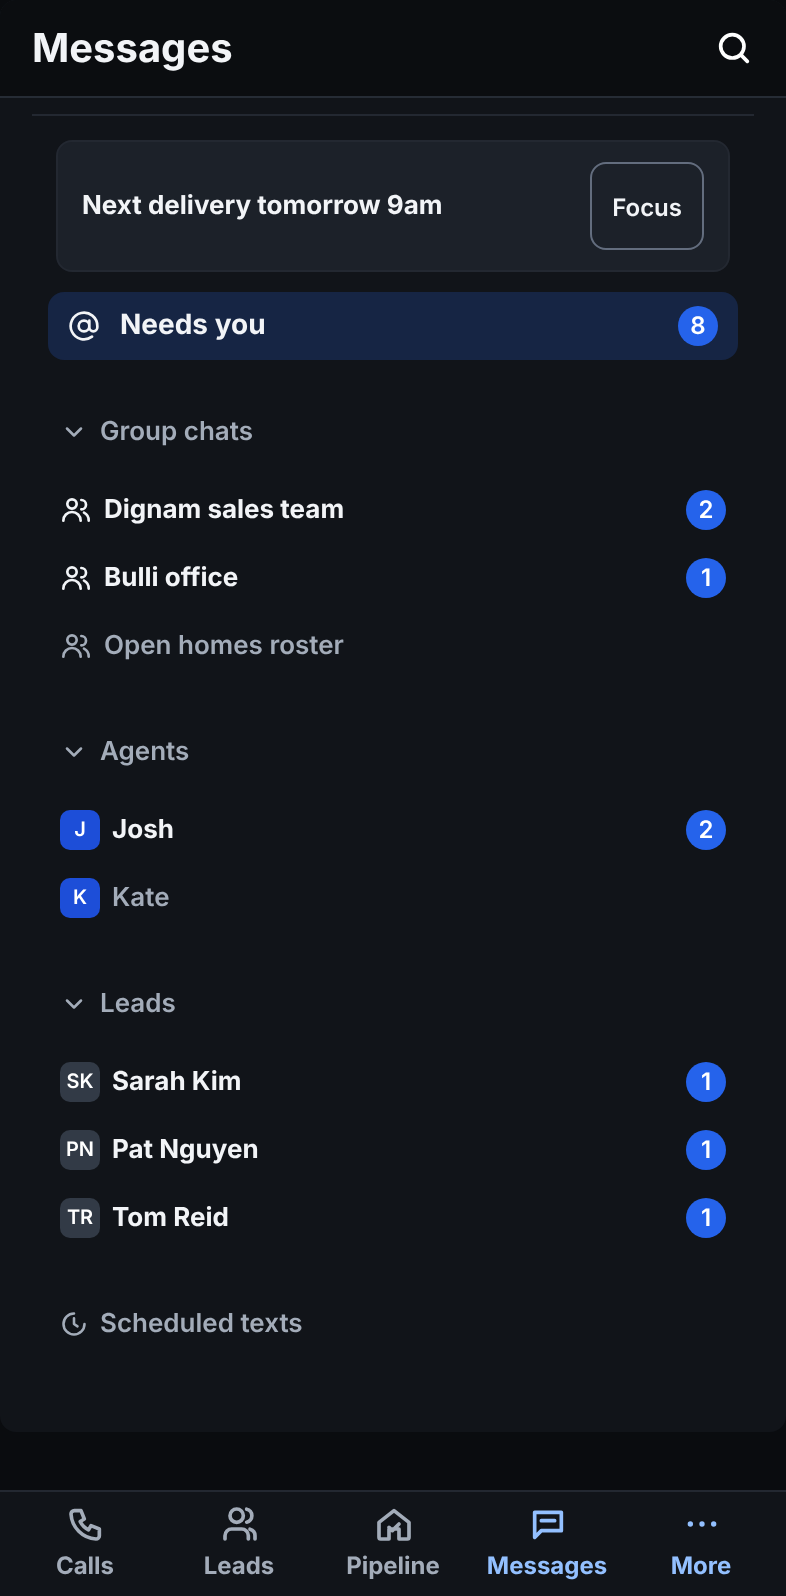 Messages
Next delivery tomorrow 9am
Focus
@ Needs you
8
Group chats
Dignam sales team
2
Bulli office
1
Open homes roster
Agents
J
Josh
2
K
Kate
Leads
SK
Sarah Kim
1
PN
Pat Nguyen
1
TR
Tom Reid
1
Scheduled texts
Calls
Leads
Pipeline
Messages
More